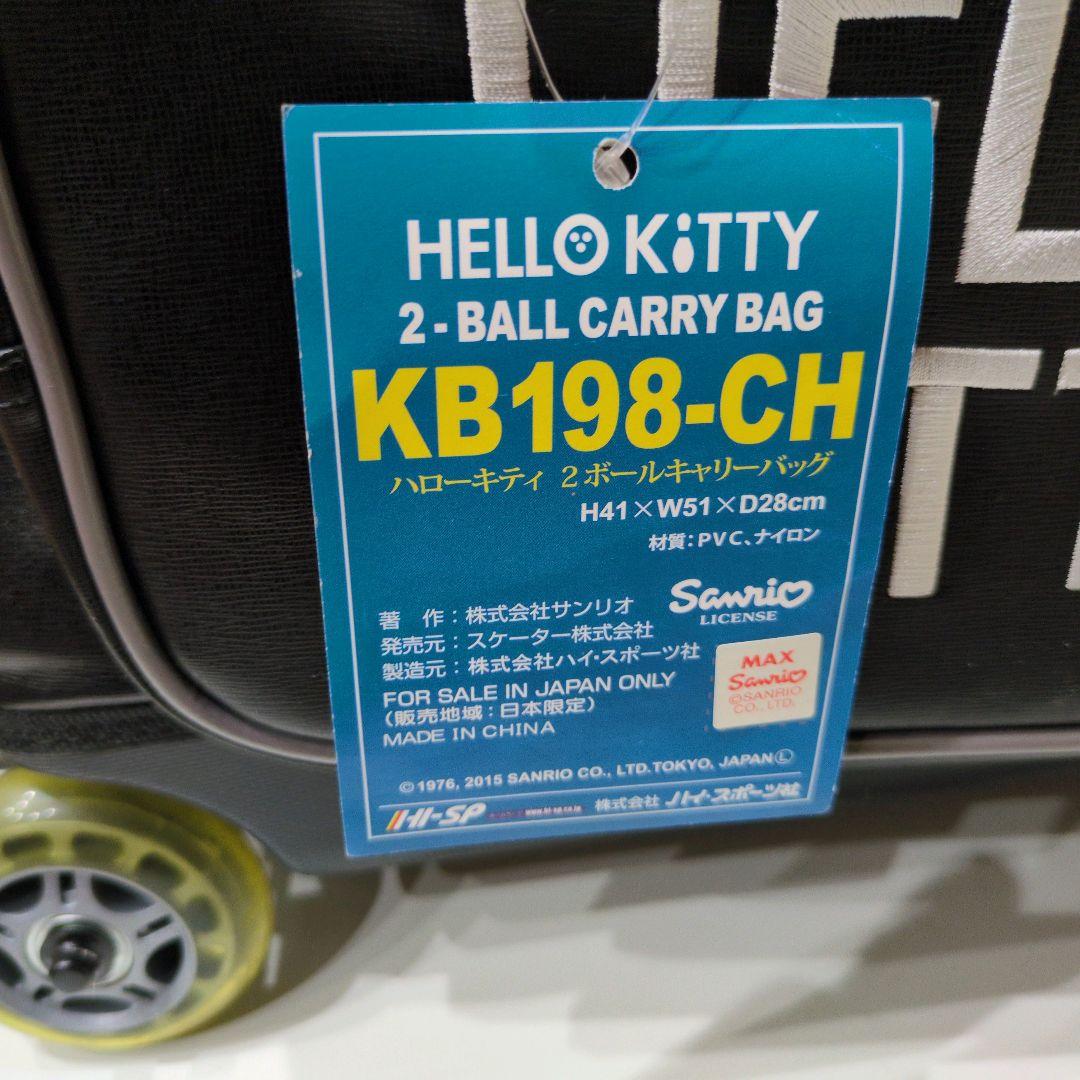 HELLO KiTTY
2-BALL CARRY BAG
KB198-CH
ハローキティ 2ボールキャリーバッグ
H41×W51×D28cm
材質:PVC、ナイロン
Sanrio
LICENSE
著 作:株式会社サンリオ
発売元:スケーター株式会社
製造元:株式会社ハイ・スポーツ社
MAX
Sanrio
©SANRIO
CO., LTD.
FOR SALE IN JAPAN ONLY
(販売地域:日本限定)
MADE IN CHINA
©1976, 2015 SANRIO CO., LTD. TOKYO, JAPAN Ⓛ
HI-SP www.hi-sp.co.jp 株式会社 ハイ・スポーツ社